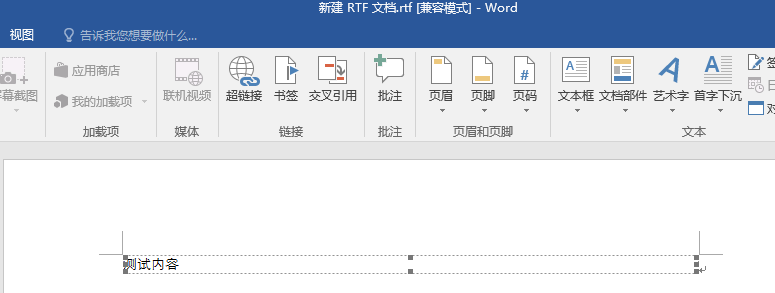 新建 RTF 文档.rtf [兼容模式] - Word
视图 告诉我您想要做什么...
屏幕截图 应用商店 我的加载项 联机视频 超链接 书签 交叉引用 批注 页眉 页脚 页码 文本框 文档部件 艺术字 首字下沉
加载项 媒体 链接 批注 页眉和页脚 文本
测试内容